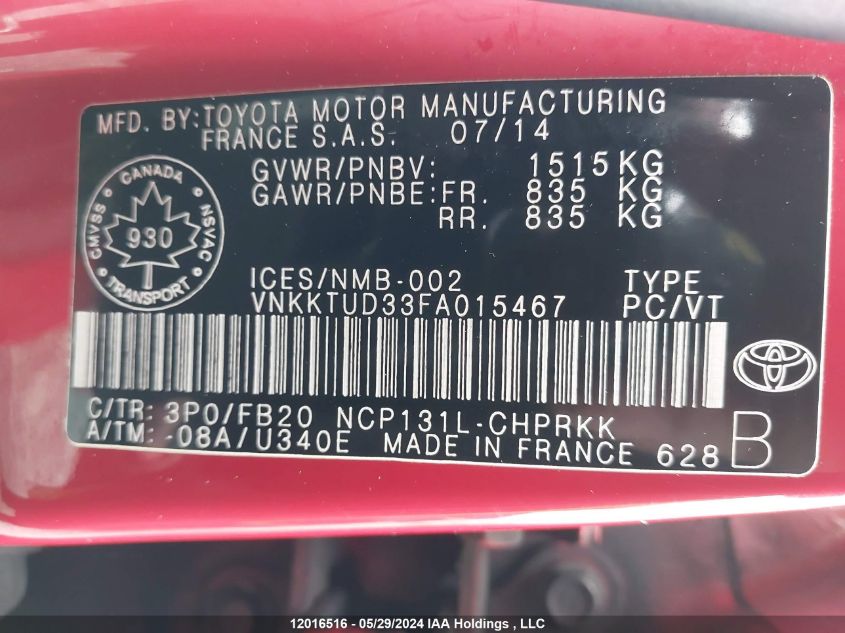 MFD. BY: TOYOTA MOTOR MANUFACTURING
FRANCE S.A.S. 07/14
GVWR/PNBV: 1515 KG
GAWR/PNBE: FR. 835 KG
RR. 835 KG
CANADA
CMVSS 930 NSVAC
TRANSPORT
ICES/NMB-002 TYPE
VNKKTUD33FA015467 PC/VT
C/TR: 3P0/FB20 NCP131L-CHPRKK
A/TM: -08A/U340E MADE IN FRANCE 628 B
12016516 - 05/29/2024 IAA Holdings , LLC